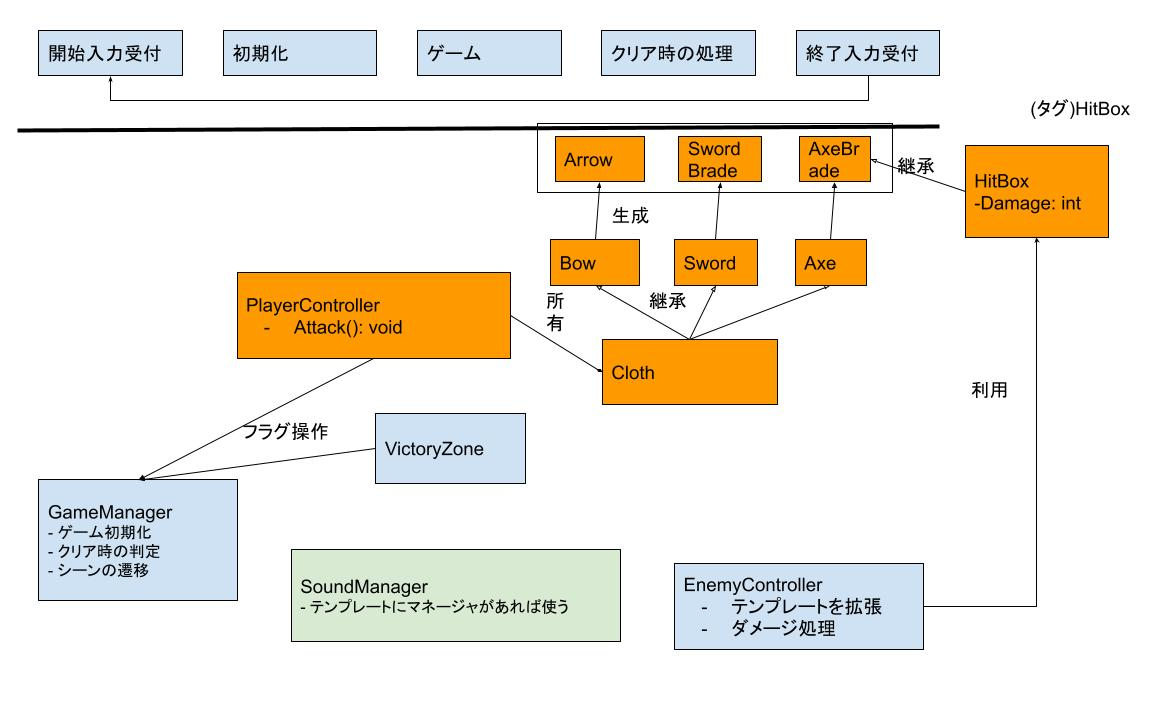 開始入力受付
初期化
ゲーム
クリア時の処理
終了入力受付
(タグ)HitBox
Arrow
Sword
Brade
AxeBr
ade
継承
HitBox
-Damage: int
生成
Bow
Sword
Axe
PlayerController
- Attack(): void
所
有
継承
Cloth
利用
フラグ操作
VictoryZone
GameManager
- ゲーム初期化
- クリア時の判定
- シーンの遷移
SoundManager
- テンプレートにマネージャがあれば使う
EnemyController
- テンプレートを拡張
- ダメージ処理